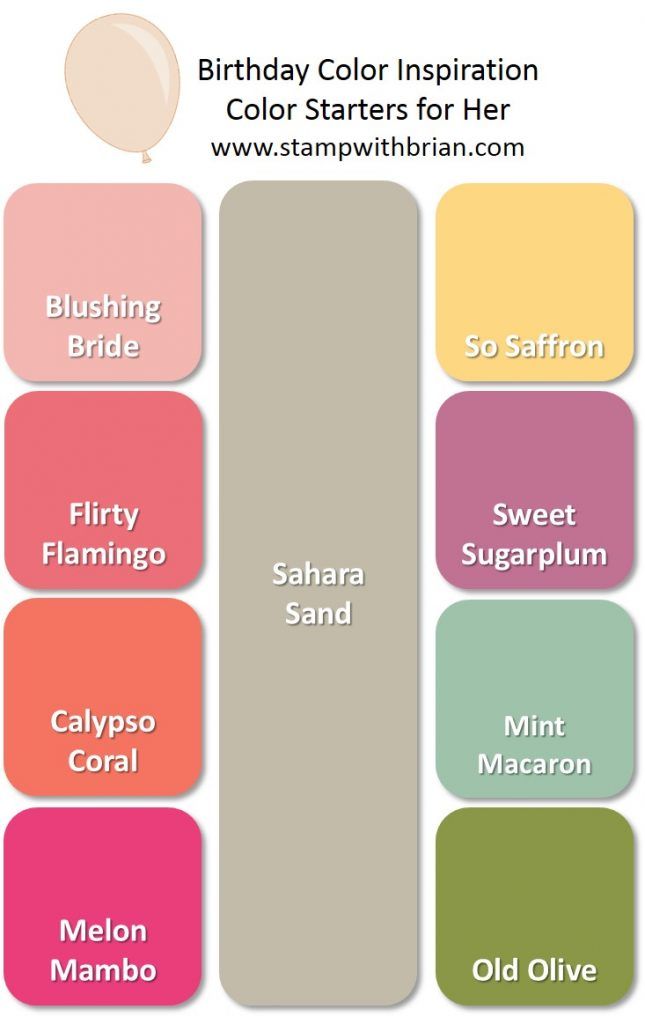 Birthday Color Inspiration
Color Starters for Her
www.stampwithbrian.com
Blushing
Bride
Flirty
Flamingo
Calypso
Coral
Melon
Mambo
Sahara
Sand
So Saffron
Sweet
Sugarplum
Mint
Macaron
Old Olive